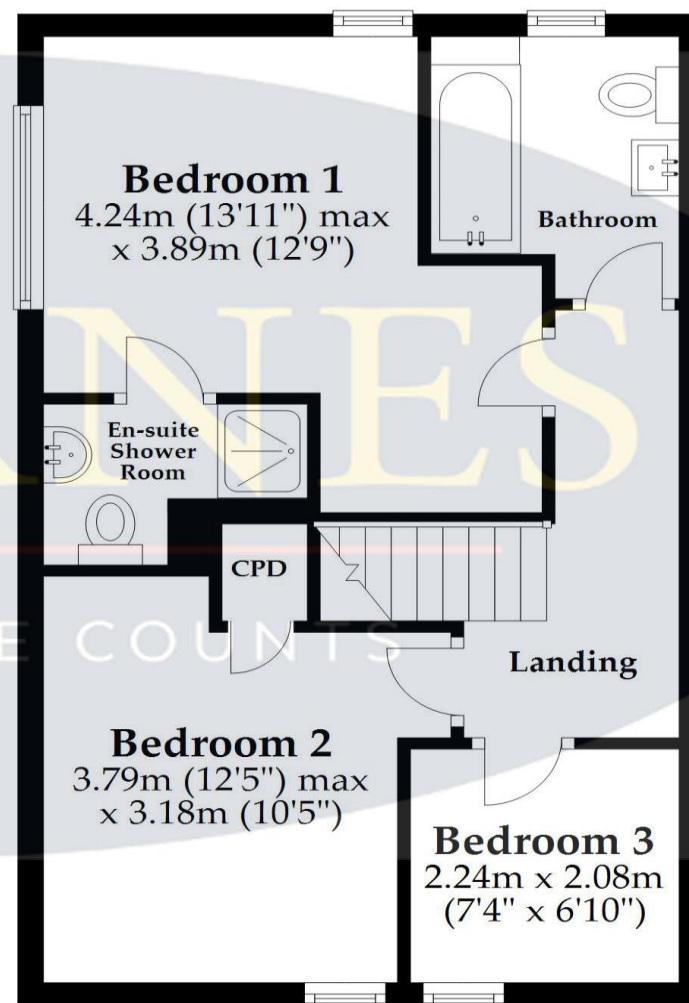 Bedroom 1
4.24m (13'11") max
x 3.89m (12'9")
Bathroom
En-suite
Shower
Room
CPD
Landing
Bedroom 2
3.79m (12'5") max
x 3.18m (10'5")
Bedroom 3
2.24m x 2.08m
(7'4" x 6'10")
NES
COUNTS